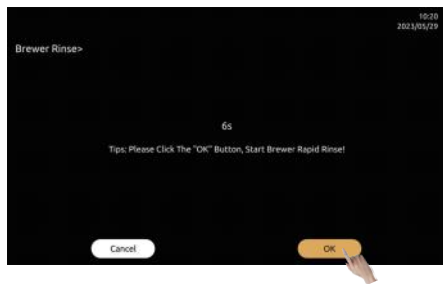 10:20
2023/05/29
Brewer Rinse>
6s
Tips: Please Click The "OK" Button, Start Brewer Rapid Rinse!
Cancel
OK